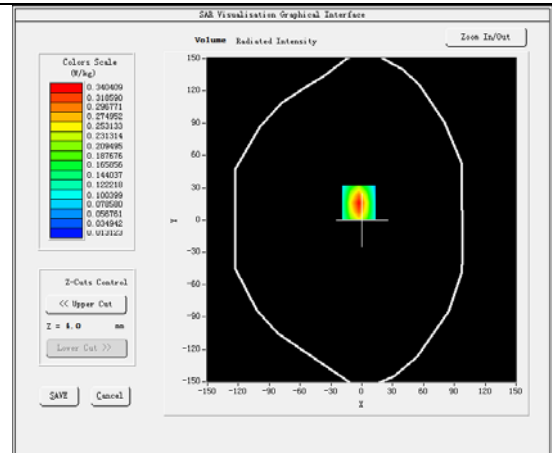 SAR Visualisation Graphical Interface
Volume Radiated Intensity
Zoom In/Out
Colors Scale
(W/kg)
0.340409
0.318590
0.296771
0.274952
0.253133
0.231314
0.209495
0.187676
0.165856
0.144037
0.122218
0.100399
0.078580
0.056761
0.034942
0.013123
Z-Cuts Control
<< Upper Cut
Z = 4.0 mm
Lower Cut >>
SAVE
Cancel
150
120
90
60
30
0
-30
-60
-90
-120
-150
Y
-150 -120 -90 -60 -30 0 30 60 90 120 150
X